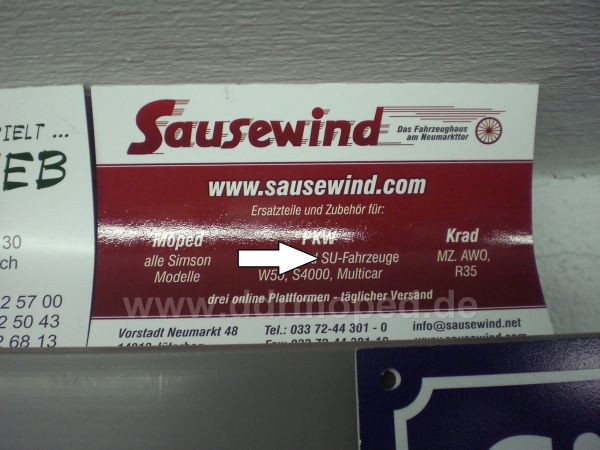 IELT ...
EB
30
ch
2 57 00
2 50 43
2 68 13
Sausewind
Das Fahrzeughaus
am Neumarkttor
www.sausewind.com
Ersatzteile und Zubehör für:
Moped
alle Simson
Modelle
PKW
SU-Fahrzeuge
W50, S4000, Multicar
Krad
MZ. AWO,
R35
drei online Plattformen - täglicher Versand
www.ddrmoped.de
Vorstadt Neumarkt 48
Tel.: 033 72-44 301 - 0
info@sausewind.net